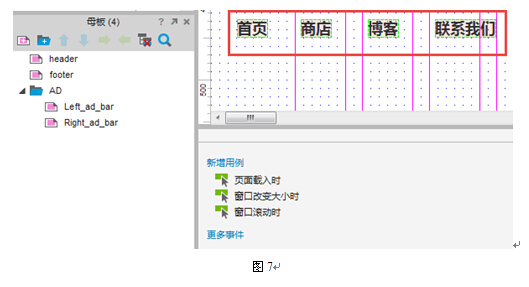 母板 (4)
header
footer
AD
Left_ad_bar
Right_ad_bar
首页 商店 博客 联系我们
500
新增用例
页面載入时
窗口改变大小时
窗口滚动时
更多事件
图 7